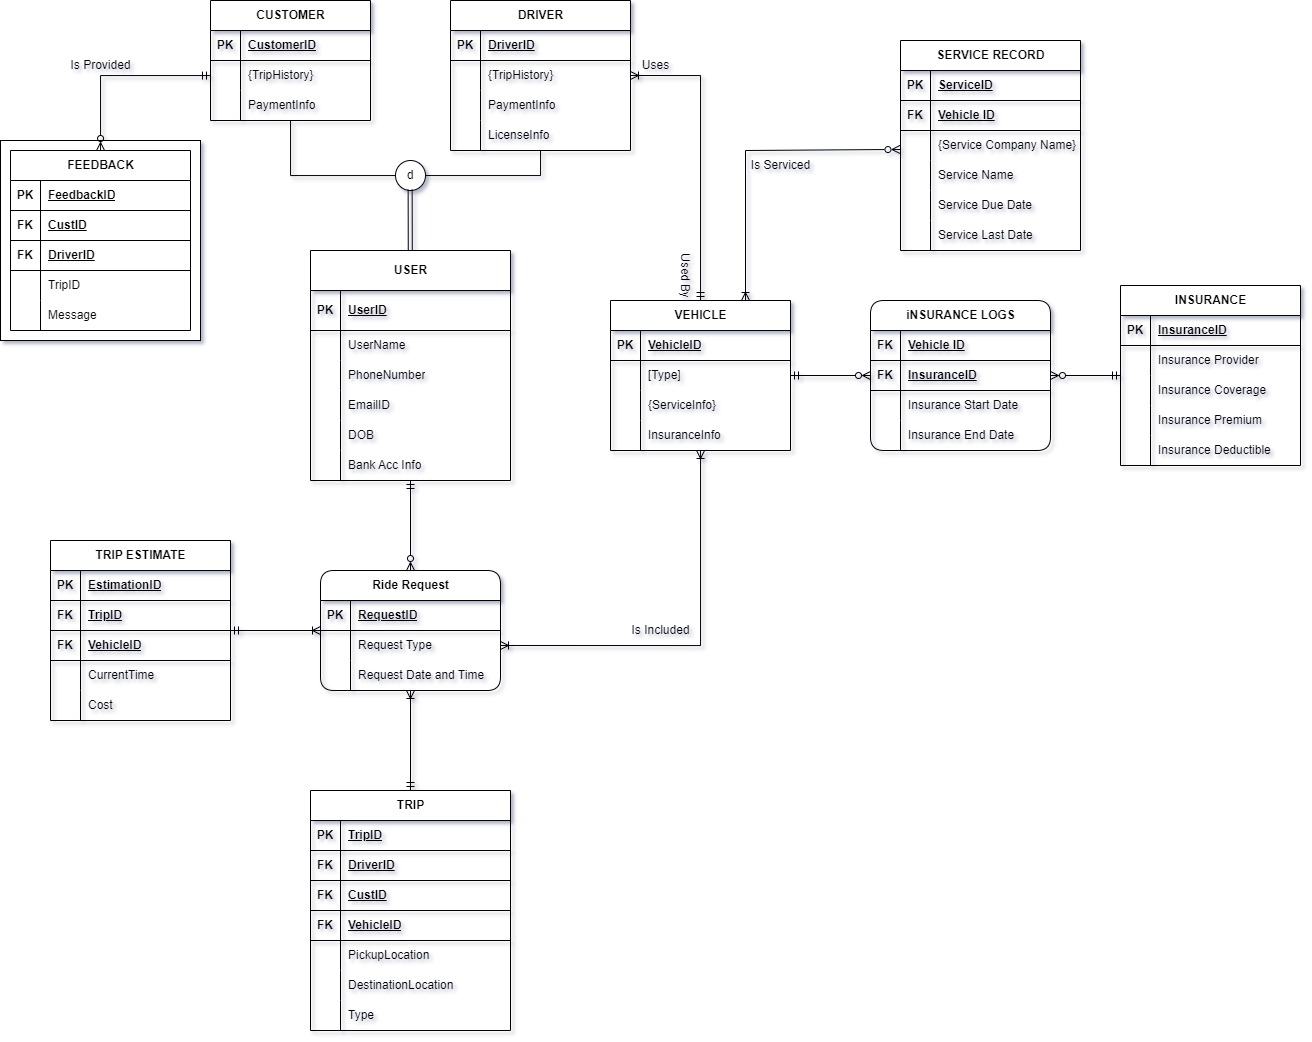 CUSTOMER
PK CustomerID
{TripHistory}
PaymentInfo
DRIVER
PK DriverID
{TripHistory}
PaymentInfo
LicenseInfo
Is Provided
Uses
SERVICE RECORD
PK ServiceID
FK Vehicle ID
{Service Company Name}
Service Name
Service Due Date
Service Last Date
FEEDBACK
PK FeedbackID
FK CustID
FK DriverID
TripID
Message
d
Is Serviced
Used By
USER
PK UserID
UserName
PhoneNumber
EmailID
DOB
Bank Acc Info
VEHICLE
PK VehicleID
[Type]
{ServiceInfo}
InsuranceInfo
iNSURANCE LOGS
FK Vehicle ID
FK InsuranceID
Insurance Start Date
Insurance End Date
INSURANCE
PK InsuranceID
Insurance Provider
Insurance Coverage
Insurance Premium
Insurance Deductible
TRIP ESTIMATE
PK EstimationID
FK TripID
FK VehicleID
CurrentTime
Cost
Ride Request
PK RequestID
Request Type
Request Date and Time
Is Included
TRIP
PK TripID
FK DriverID
FK CustID
FK VehicleID
PickupLocation
DestinationLocation
Type